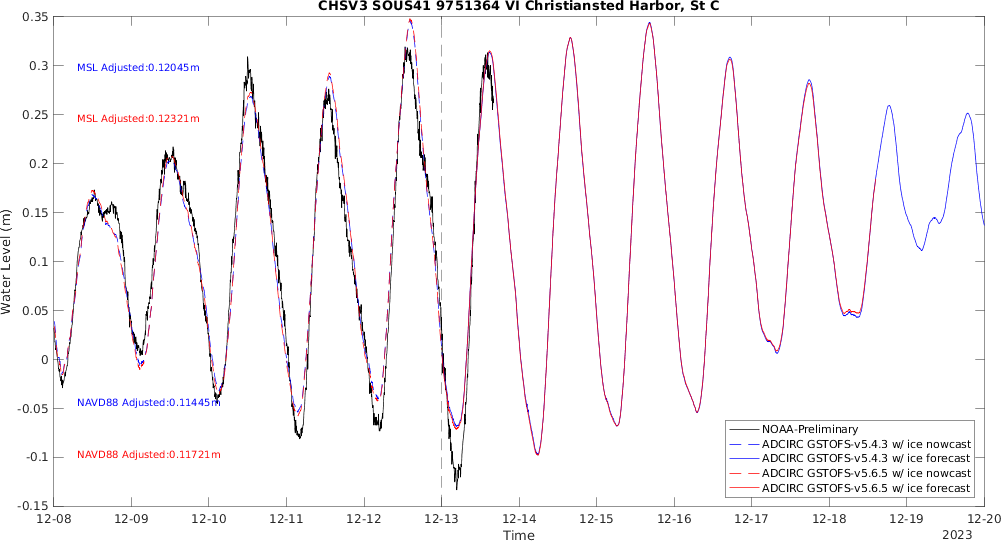 CHSV3 SOUS41 9751364 VI Christiansted Harbor, St C
0.35
0.3
0.25
0.2
0.15
0.1
0.05
0
-0.05
-0.1
-0.15
Water Level (m)
MSL Adjusted:0.12045m
MSL Adjusted:0.12321m
NAVD88 Adjusted:0.11445m
NAVD88 Adjusted:0.11721m
NOAA-Preliminary
ADCIRC GSTOFS-v5.4.3 w/ ice nowcast
ADCIRC GSTOFS-v5.4.3 w/ ice forecast
ADCIRC GSTOFS-v5.6.5 w/ ice nowcast
ADCIRC GSTOFS-v5.6.5 w/ ice forecast
12-08 12-09 12-10 12-11 12-12 12-13 12-14 12-15 12-16 12-17 12-18 12-19 12-20
Time
2023